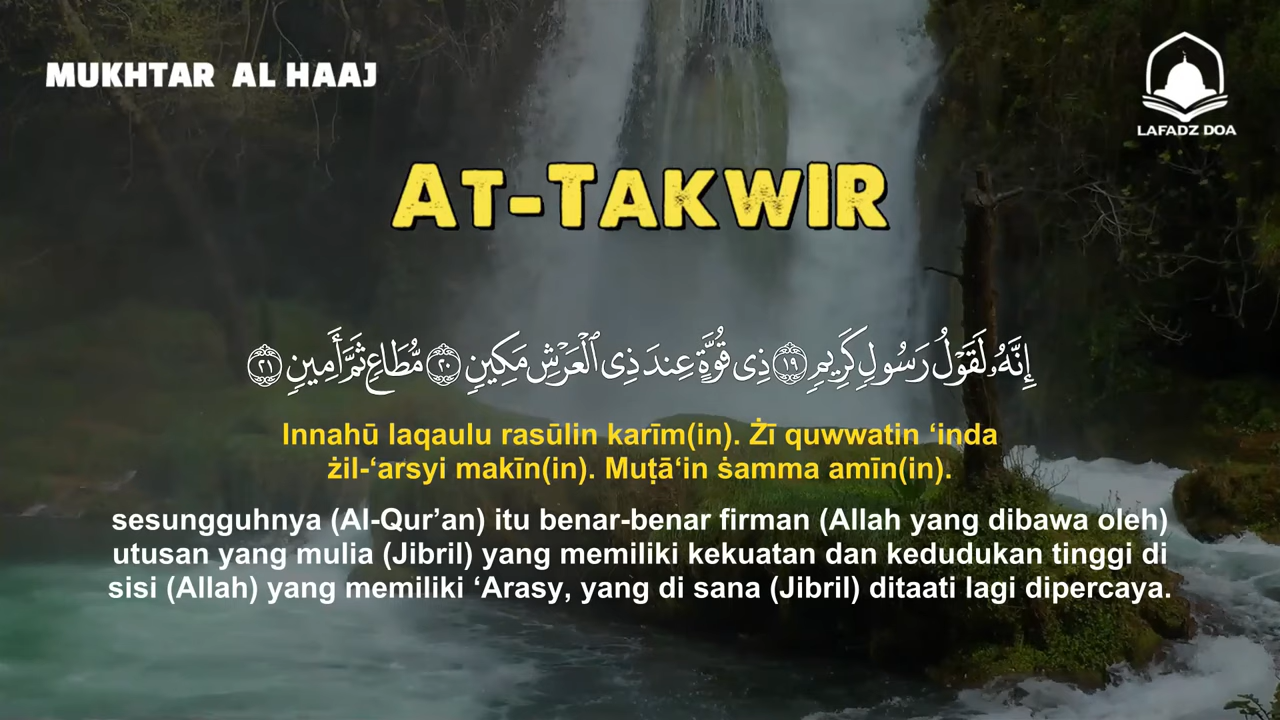 MUKHTAR AL HAAJ
LAFADZ DOA
At-Takwir
إِنَّهُۥ لَقَوْلُ رَسُولٍ كَرِيمٍ ١٩ ذِى قُوَّةٍ عِندَ ذِى ٱلْعَرْشِ مَكِينٍ ٢٠ مُّطَاعٍ ثَمَّ أَمِينٍ ٢١
Innahū laqaulu rasūlin karīm(in). Żī quwwatin ‘inda
żil-‘arsyi makīn(in). Muṭā‘in ṡamma amīn(in).
sesungguhnya (Al-Qur’an) itu benar-benar firman (Allah yang dibawa oleh)
utusan yang mulia (Jibril) yang memiliki kekuatan dan kedudukan tinggi di
sisi (Allah) yang memiliki ‘Arasy, yang di sana (Jibril) ditaati lagi dipercaya.